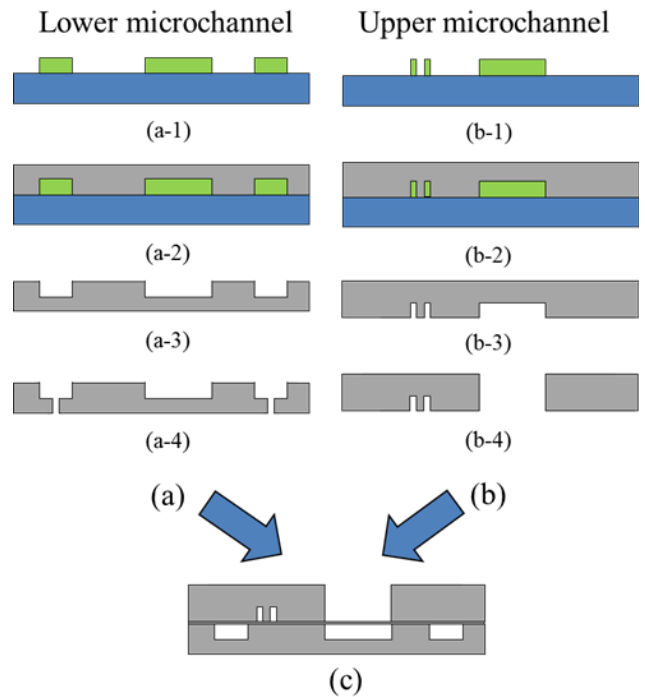 Lower microchannel
Upper microchannel
(a-1)
(b-1)
(a-2)
(b-2)
(a-3)
(b-3)
(a-4)
(b-4)
(a)
(b)
(c)